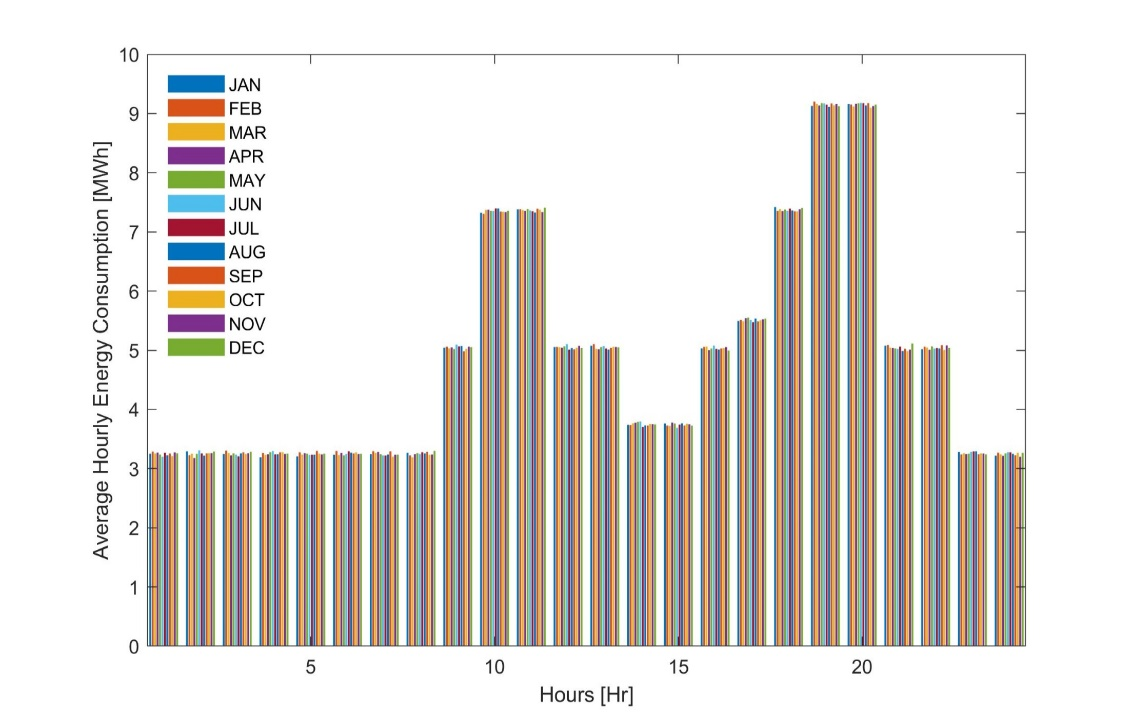 10
9
8
7
6
5
4
3
2
1
0
Average Hourly Energy Consumption [MWh]
JAN
FEB
MAR
APR
MAY
JUN
JUL
AUG
SEP
OCT
NOV
DEC
5 10 15 20
Hours [Hr]